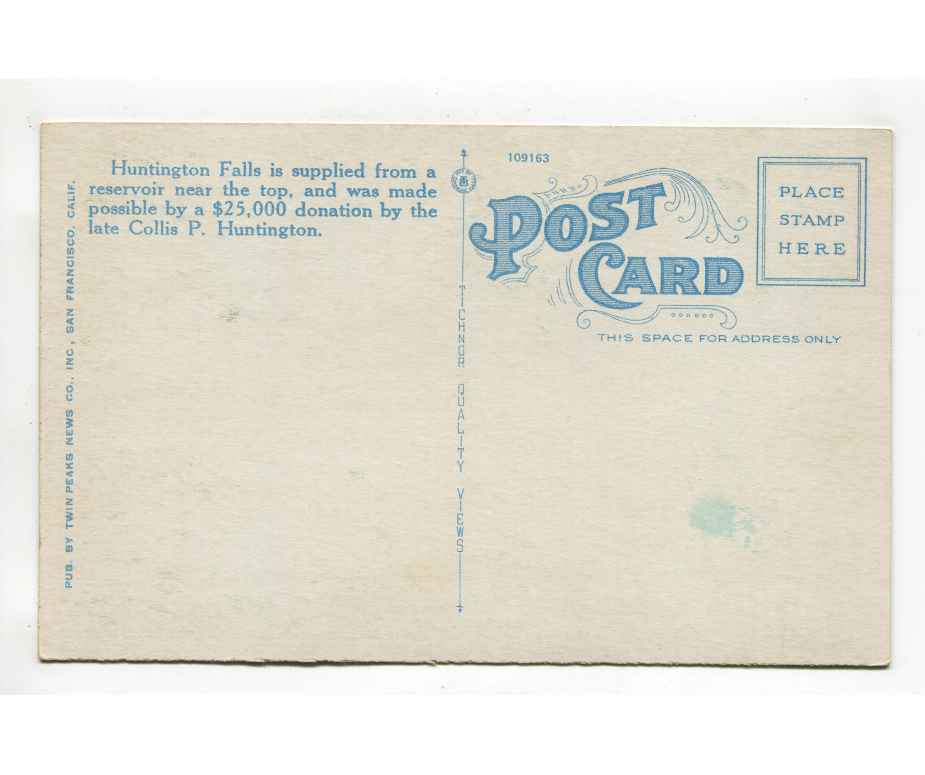 Huntington Falls is supplied from a
reservoir near the top, and was made
possible by a $25,000 donation by the
late Collis P. Huntington.
PUB. BY TWIN PEAKS NEWS CO., INC., SAN FRANCISCO, CALIF.
TICHNOR QUALITY VIEWS
109163
POST
CARD
PLACE
STAMP
HERE
THIS SPACE FOR ADDRESS ONLY